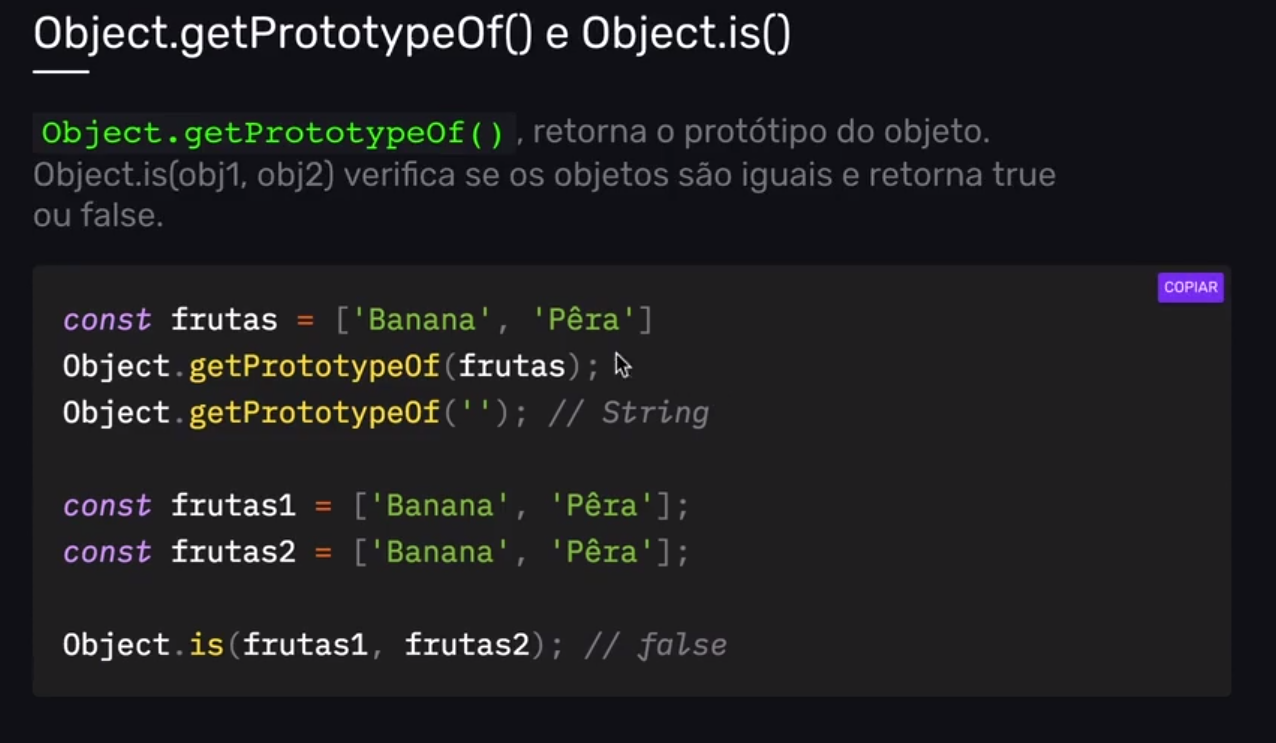 Object.getPrototypeOf() e Object.is()
Object.getPrototypeOf() , retorna o protótipo do objeto.
Object.is(obj1, obj2) verifica se os objetos são iguais e retorna true
ou false.
COPIAR
const frutas = ['Banana', 'Pêra']
Object.getPrototypeOf(frutas);
Object.getPrototypeOf(''); // String
const frutas1 = ['Banana', 'Pêra'];
const frutas2 = ['Banana', 'Pêra'];
Object.is(frutas1, frutas2); // false